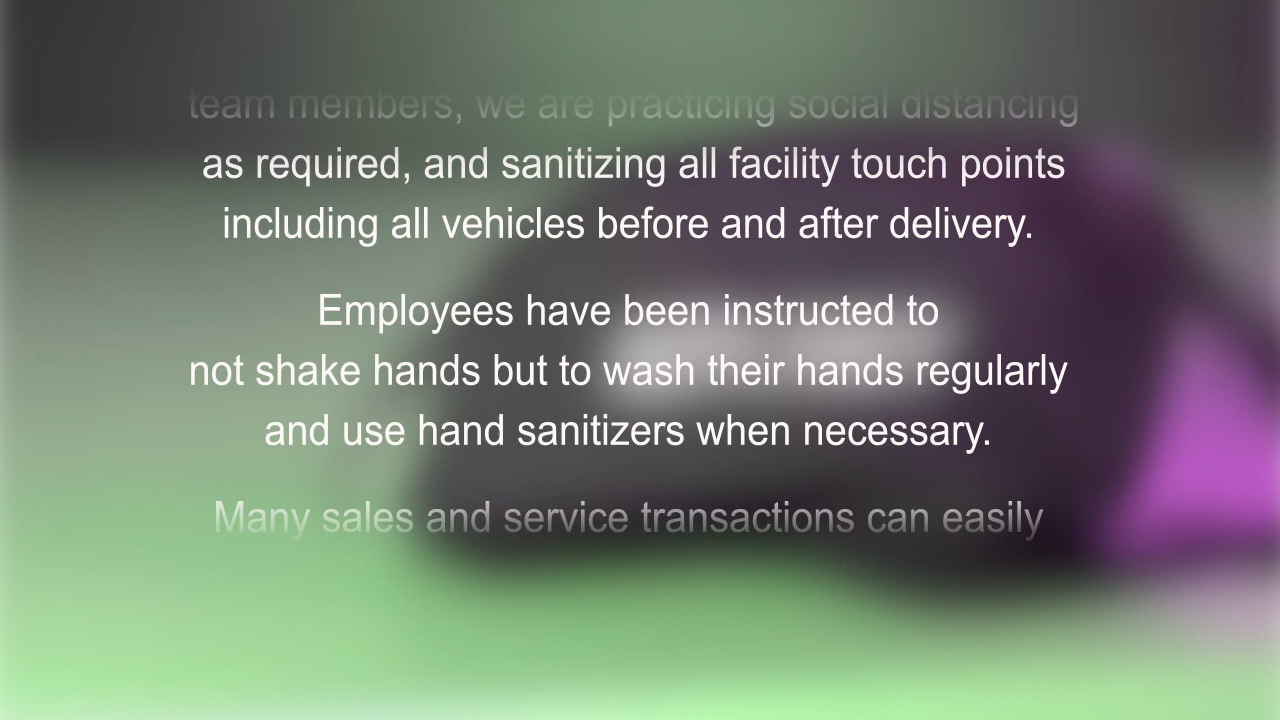 team members, we are practicing social distancing
as required, and sanitizing all facility touch points
including all vehicles before and after delivery.
Employees have been instructed to
not shake hands but to wash their hands regularly
and use hand sanitizers when necessary.
Many sales and service transactions can easily